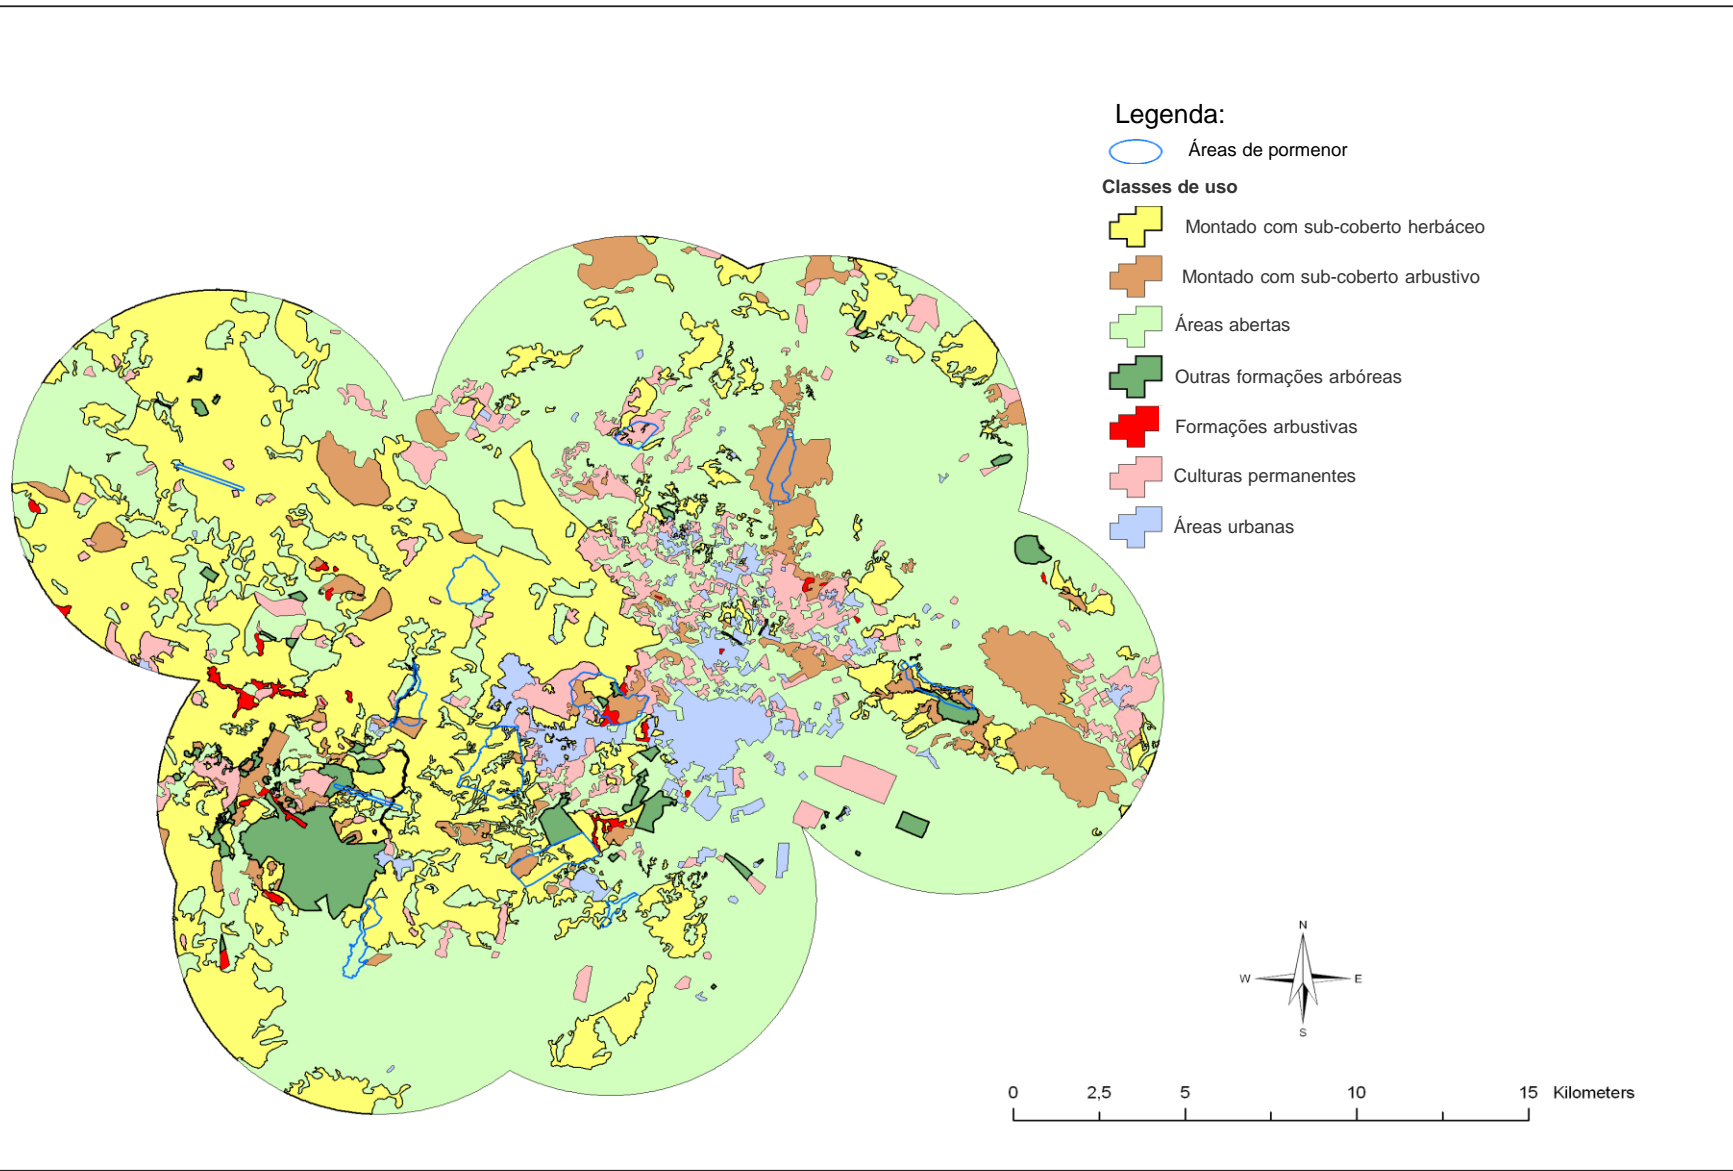 Legenda:
Áreas de pormenor
Classes de uso
Montado com sub-coberto herbáceo
Montado com sub-coberto arbustivo
Áreas abertas
Outras formações arbóreas
Formações arbustivas
Culturas permanentes
Áreas urbanas
N
W E
S
0 2,5 5 10 15 Kilometers